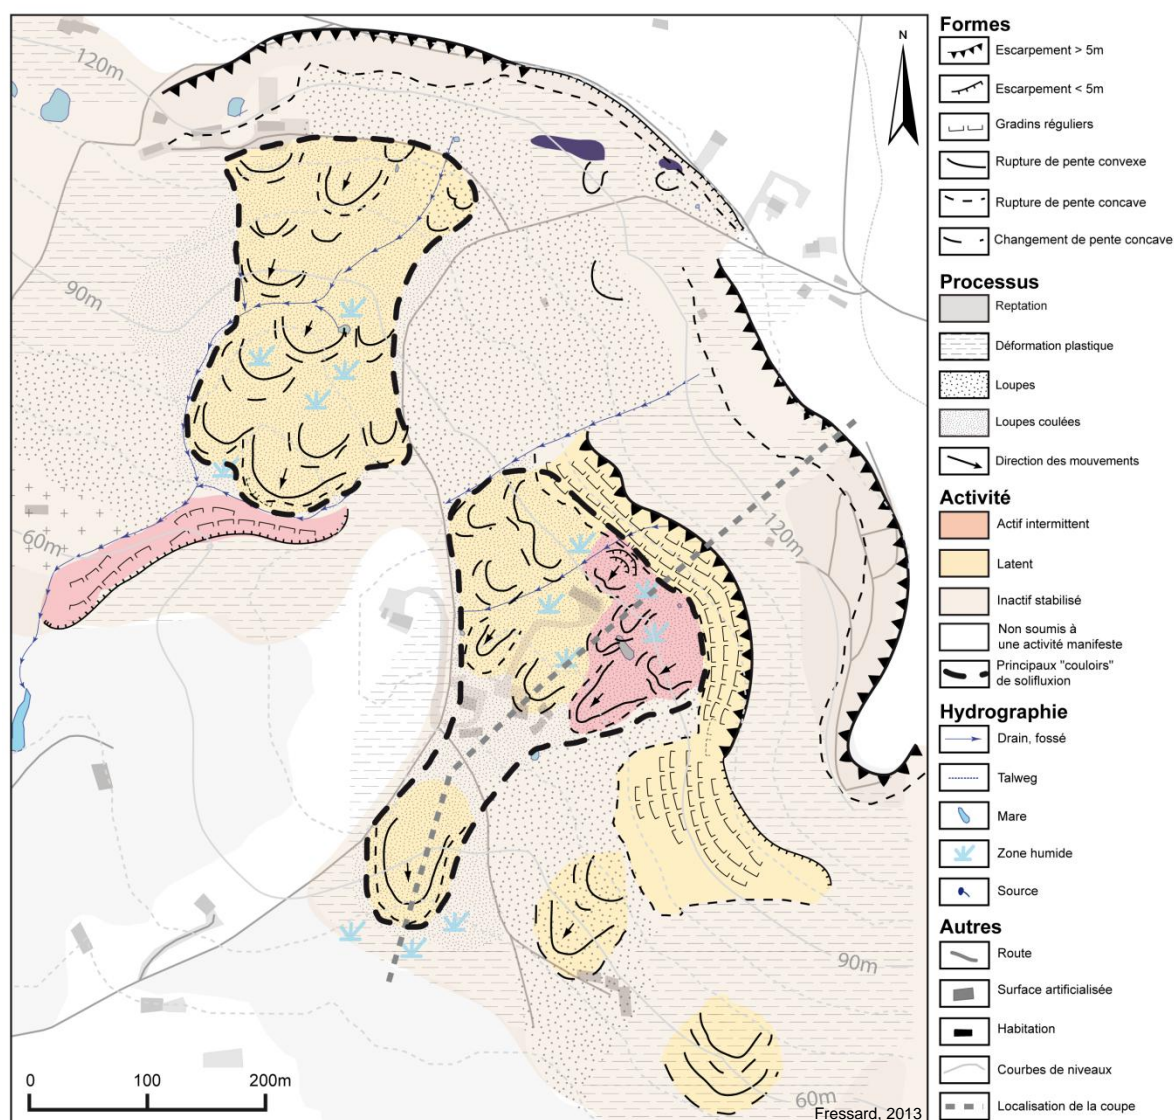 120m
90m
60m
120m
90m
60m
N
0 100 200m
Fressard, 2013
Formes
Escarpement > 5m
Escarpement < 5m
Gradins réguliers
Rupture de pente convexe
Rupture de pente concave
Changement de pente concave
Processus
Reptation
Déformation plastique
Loupes
Loupes coulées
Direction des mouvements
Activité
Actif intermittent
Latent
Inactif stabilisé
Non soumis à
une activité manifeste
Principaux "couloirs"
de solifluxion
Hydrographie
Drain, fossé
Talweg
Mare
Zone humide
Source
Autres
Route
Surface artificialisée
Habitation
Courbes de niveaux
Localisation de la coupe